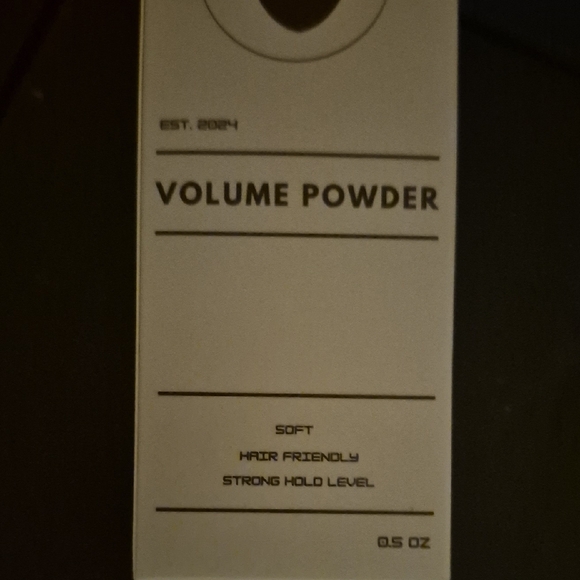 EST. 2024
VOLUME POWDER
SOFT
HAIR FRIENDLY
STRONG HOLD LEVEL
0.5 OZ